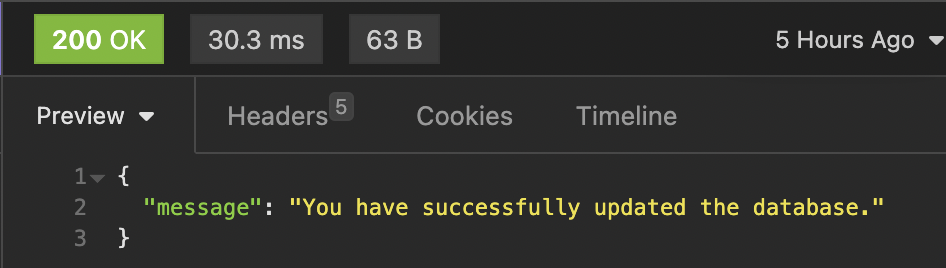 200 OK 30.3 ms 63 B 5 Hours Ago
Preview Headers 5 Cookies Timeline
1 {
2 "message": "You have successfully updated the database."
3 }